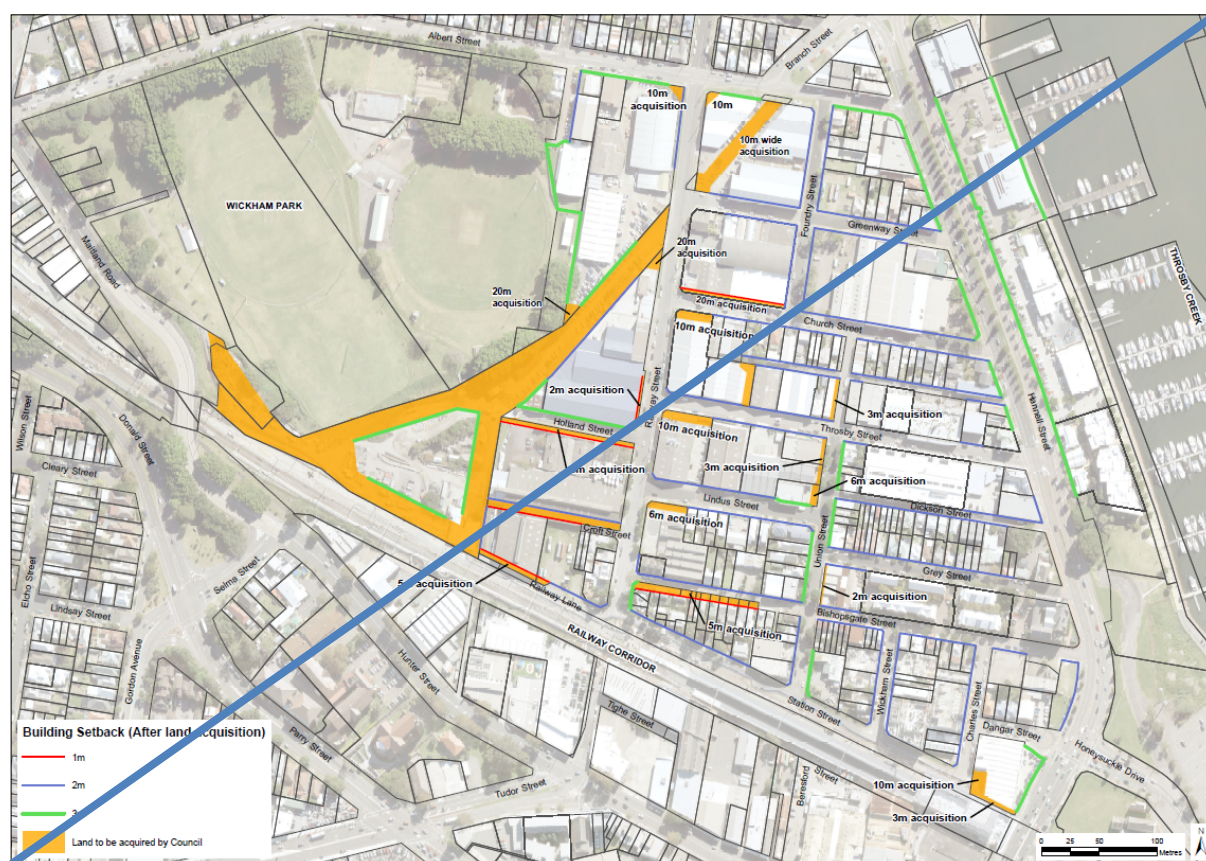 Albert Street
Branch Street
10m
acquisition
10m
10m wide
acquisition
WICKHAM PARK
Foundry Street
Greenway Street
Maitland Road
20m
acquisition
THROSBY CREEK
20m
acquisition
20m acquisition
Church Street
10m acquisition
Railway Street
Hannell Street
2m acquisition
3m acquisition
Wilson Street
Donald Street
Holland Street
10m acquisition
Throsby Street
Cleary Street
m acquisition
3m acquisition
6m acquisition
Lindus Street
Dickson Street
6m acquisition
Croft Street
Union Street
Selma Street
Grey Street
5 acquisition
Railway Lane
2m acquisition
Elcho Street
Lindsay Street
Bishopsgate Street
5m acquisition
RAILWAY CORRIDOR
Gordon Avenue
Hunter Street
Wickham Street
Station Street
Charles Street
Tighe Street
Dangar Street
Parry Street
Honeysuckle Drive
Building Setback (After land acquisition)
1m
2m
3
Land to be acquired by Council
Beresford Street
10m acquisition
Tudor Street
3m acquisition
N
0 25 50 100
Metres